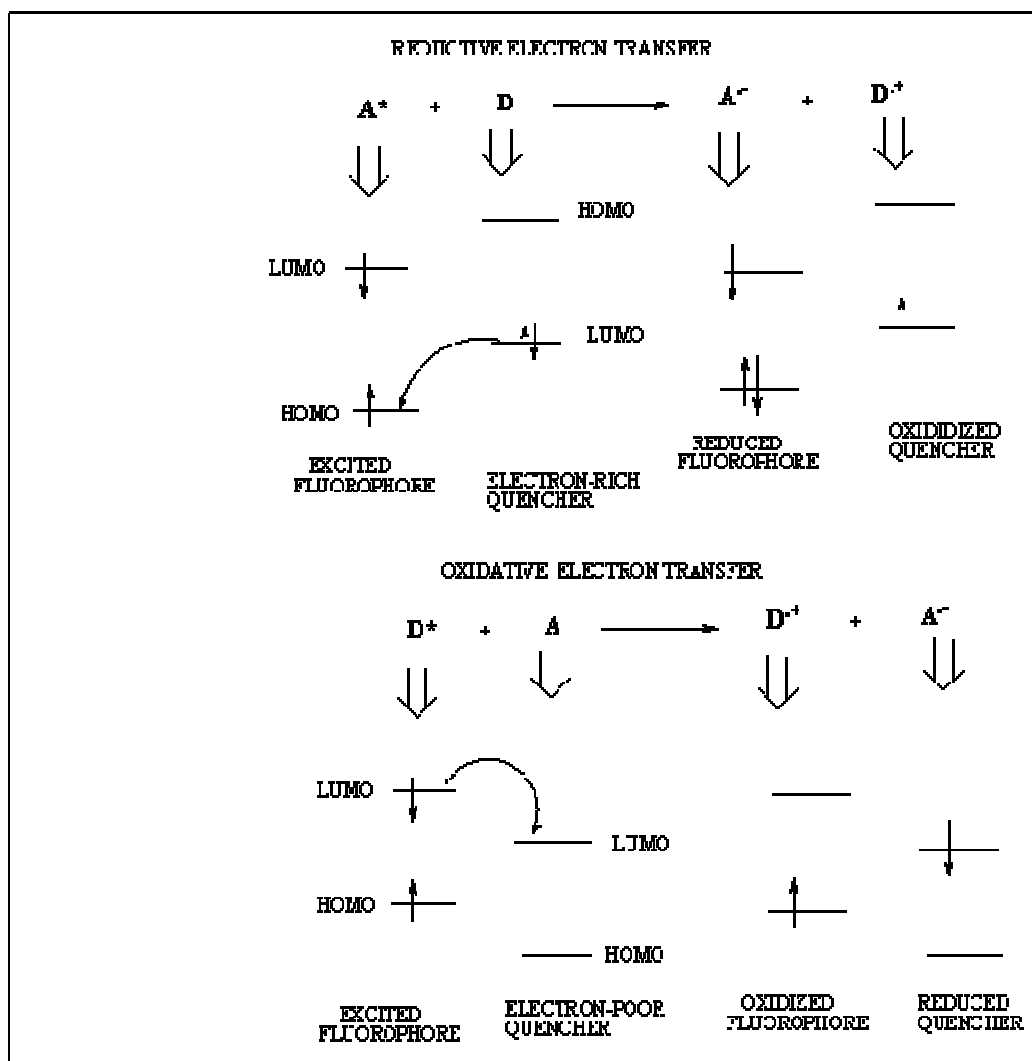 REDUCTIVE ELECTRON TRANSFER
A* + D A·- + D·+
HOMO
LUMO
LUMO
HOMO
EXCITED
FLUOROPHORE
ELECTRON-RICH
QUENCHER
REDUCED
FLUOROPHORE
OXIDIDIZED
QUENCHER
OXIDATIVE ELECTRON TRANSFER
D* + A D·+ + A·-
LUMO
LUMO
HOMO
HOMO
EXCITED
FLUOROPHORE
ELECTRON-POOR
QUENCHER
OXIDIZED
FLUOROPHORE
REDUCED
QUENCHER